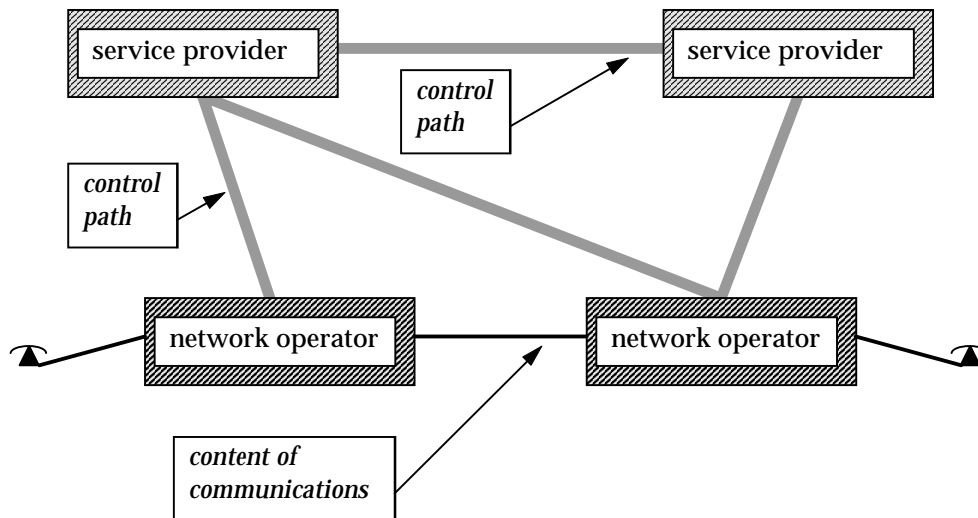 service provider
service provider
control
path
control
path
network operator
network operator
content of
communications